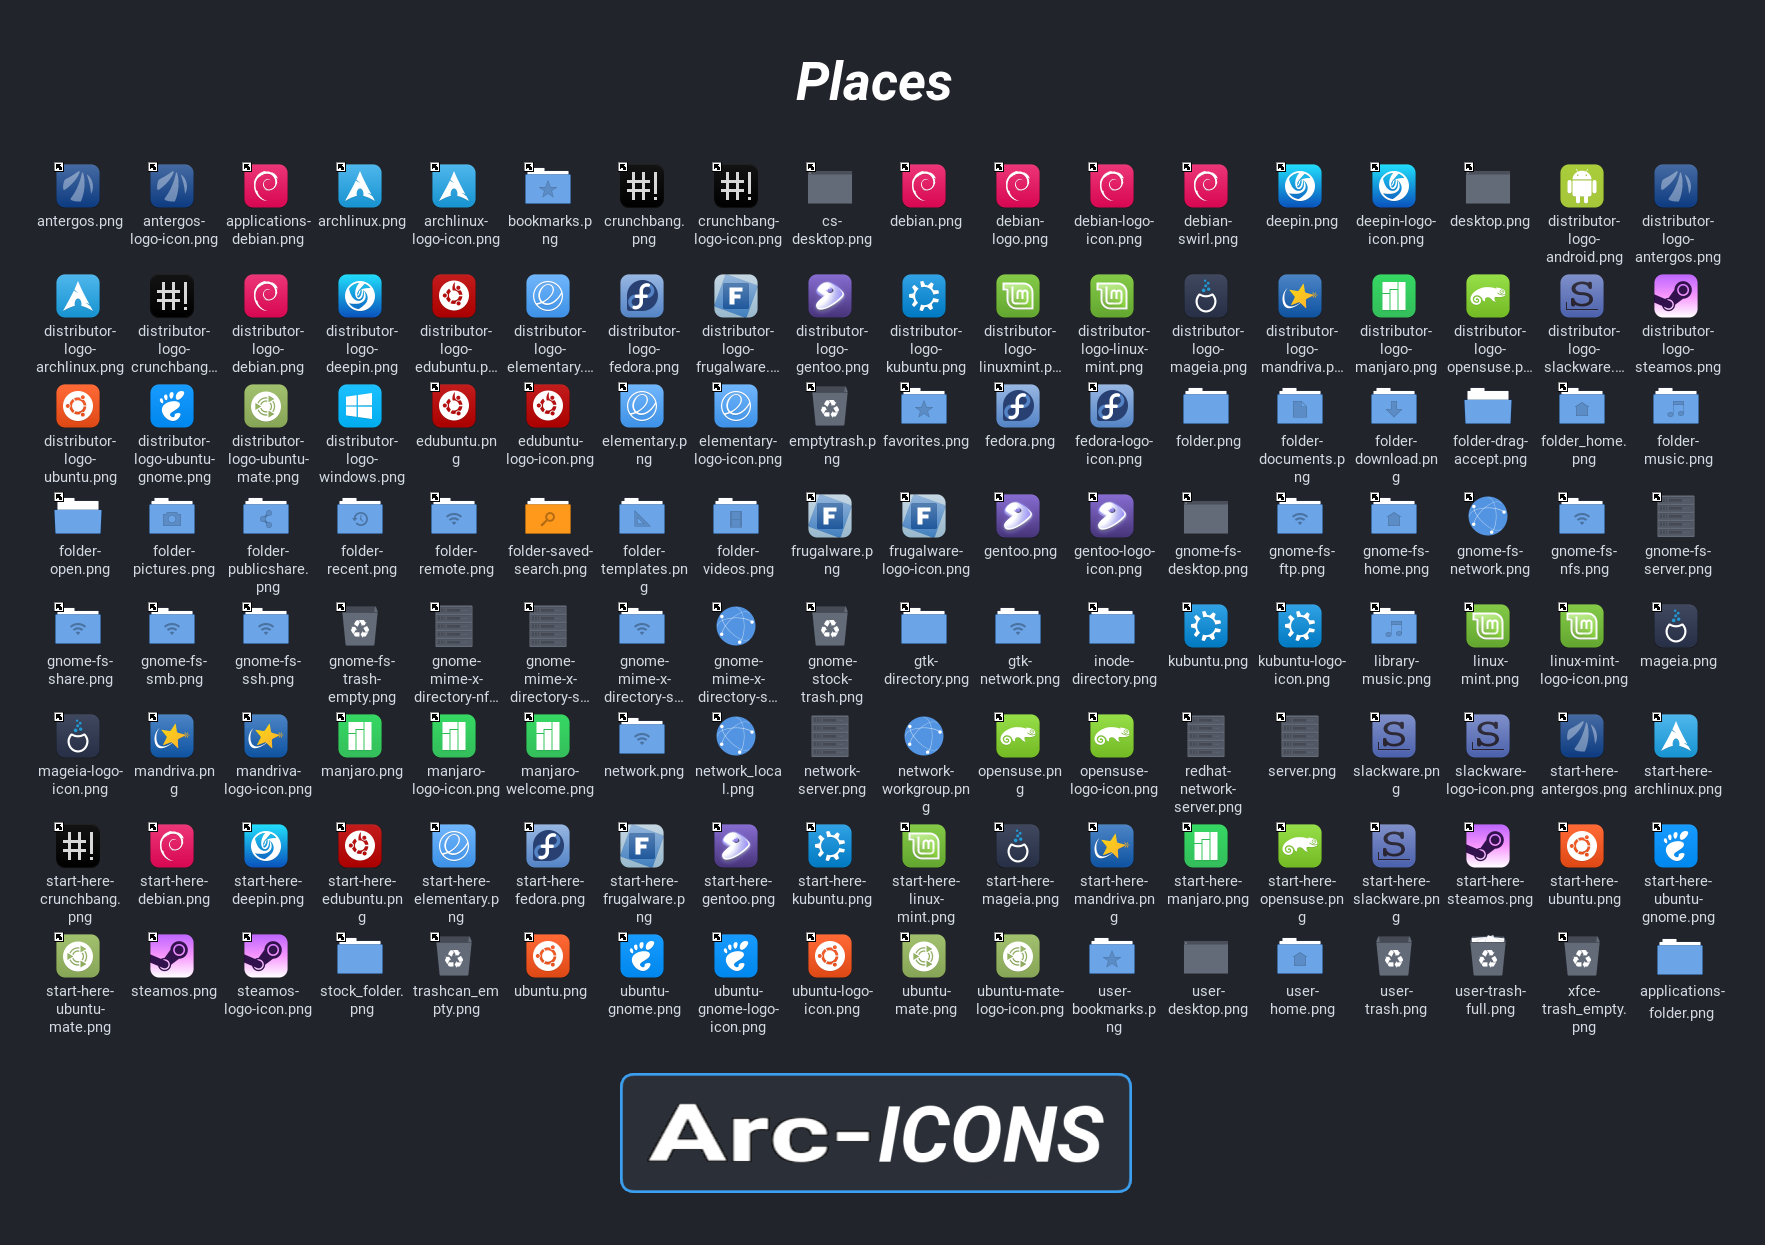 Places
antergos.png antergos- applications- archlinux.png archlinux- bookmarks.p crunchbang. crunchbang- cs- debian.png debian- debian-logo- debian- deepin.png deepin-logo- desktop.png distributor- distributor-
logo-icon.png debian.png logo-icon.png ng png logo-icon.png desktop.png logo.png icon.png swirl.png icon.png logo- logo-
android.png antergos.png
distributor- distributor- distributor- distributor- distributor- distributor- distributor- distributor- distributor- distributor- distributor- distributor- distributor- distributor- distributor- distributor- distributor- distributor-
logo- logo- logo- logo- logo- logo- logo- logo- logo- logo- logo- logo-linux- logo- logo- logo- logo- logo- logo-
archlinux.png crunchbang... debian.png deepin.png edubuntu.p... elementary.... fedora.png frugalware.... gentoo.png kubuntu.png linuxmint.p... mint.png mageia.png mandriva.p... manjaro.png opensuse.p... slackware.... steamos.png
distributor- distributor- distributor- distributor- edubuntu.pn edubuntu- elementary.p elementary- emptytrash.p favorites.png fedora.png fedora-logo- folder.png folder- folder- folder-drag- folder_home. folder-
logo- logo-ubuntu- logo-ubuntu- logo- g logo-icon.png ng logo-icon.png ng icon.png documents.p download.pn accept.png png music.png
ubuntu.png gnome.png mate.png windows.png ng g
folder- folder- folder- folder- folder- folder-saved- folder- folder- frugalware.p frugalware- gentoo.png gentoo-logo- gnome-fs- gnome-fs- gnome-fs- gnome-fs- gnome-fs- gnome-fs-
open.png pictures.png publicshare. recent.png remote.png search.png templates.pn videos.png ng logo-icon.png icon.png desktop.png ftp.png home.png network.png nfs.png server.png
png g
gnome-fs- gnome-fs- gnome-fs- gnome-fs- gnome- gnome- gnome- gnome- gnome- gtk- gtk- inode- kubuntu.png kubuntu-logo- library- linux- linux-mint- mageia.png
share.png smb.png ssh.png trash- mime-x- mime-x- mime-x- mime-x- stock- directory.png network.png directory.png icon.png music.png mint.png logo-icon.png
empty.png directory-nf... directory-s... directory-s... directory-s... trash.png
mageia-logo- mandriva.pn mandriva- manjaro.png manjaro- manjaro- network.png network_loca network- network- opensuse.pn opensuse- redhat- server.png slackware.pn slackware- start-here- start-here-
icon.png g logo-icon.png logo-icon.png welcome.png l.png server.png workgroup.pn g logo-icon.png network- g logo-icon.png antergos.png archlinux.png
g server.png
start-here- start-here- start-here- start-here- start-here- start-here- start-here- start-here- start-here- start-here- start-here- start-here- start-here- start-here- start-here- start-here- start-here- start-here-
crunchbang. debian.png deepin.png edubuntu.pn elementary.p fedora.png frugalware.p gentoo.png kubuntu.png linux- mageia.png mandriva.pn manjaro.png opensuse.pn slackware.pn steamos.png ubuntu.png ubuntu-
png g ng ng mint.png g g g gnome.png
start-here- steamos.png steamos- stock_folder. trashcan_em ubuntu.png ubuntu- ubuntu- ubuntu-logo- ubuntu- ubuntu-mate- user- user- user- user- user-trash- xfce- applications-
ubuntu- logo-icon.png png pty.png gnome.png gnome-logo- icon.png mate.png logo-icon.png bookmarks.p desktop.png home.png trash.png full.png trash_empty. folder.png
mate.png icon.png ng png
Arc-ICONS